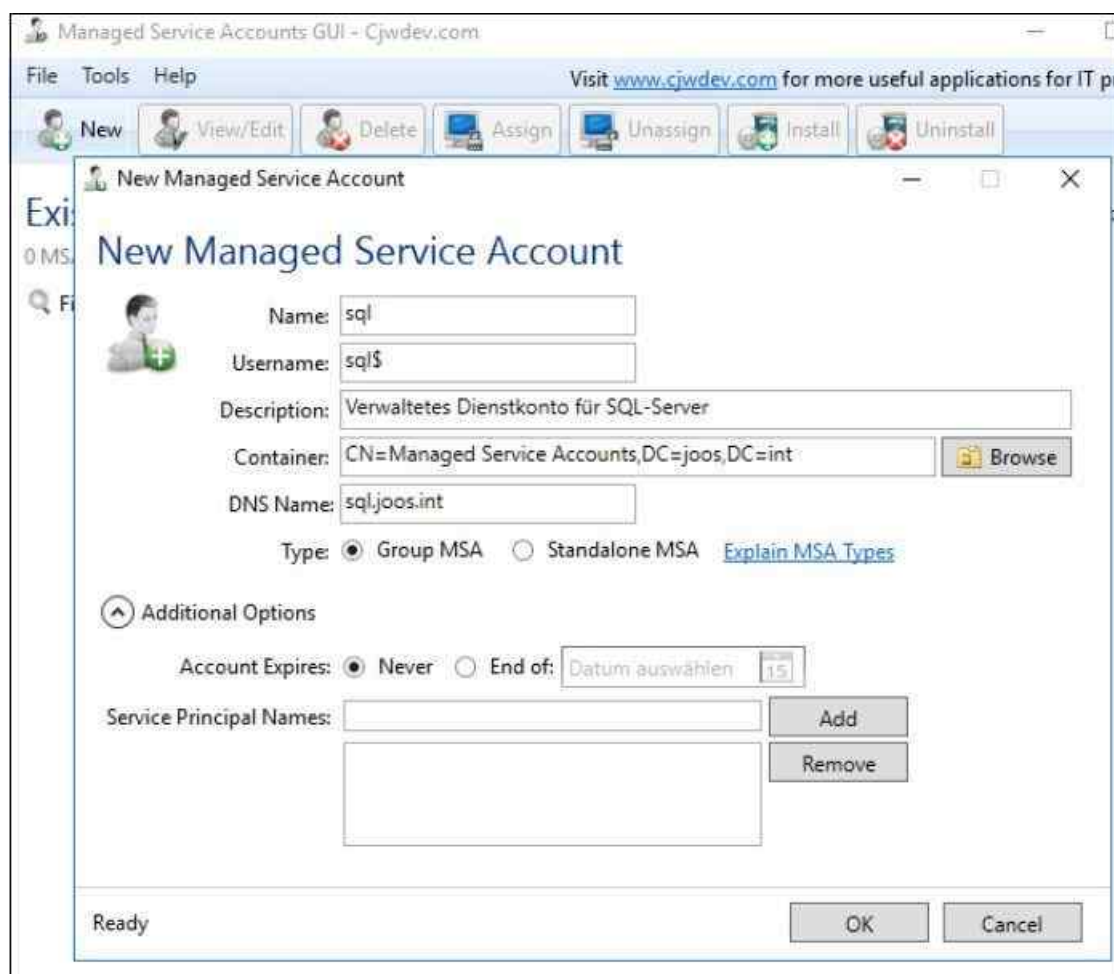 Managed Service Accounts GUI - Cjwdev.com
File Tools Help Visit www.cjwdev.com for more useful applications for IT
New View/Edit Delete Assign Unassign Install Uninstall
New Managed Service Account
0 MS
New Managed Service Account
Name: sql
Username: sql$
Description: Verwaltetes Dienstkonto für SQL-Server
Container: CN=Managed Service Accounts,DC=joos,DC=int Browse
DNS Name: sql.joos.int
Type: Group MSA Standalone MSA Explain MSA Types
Additional Options
Account Expires: Never End of: Datum auswählen 15
Service Principal Names: Add
Remove
Ready OK Cancel